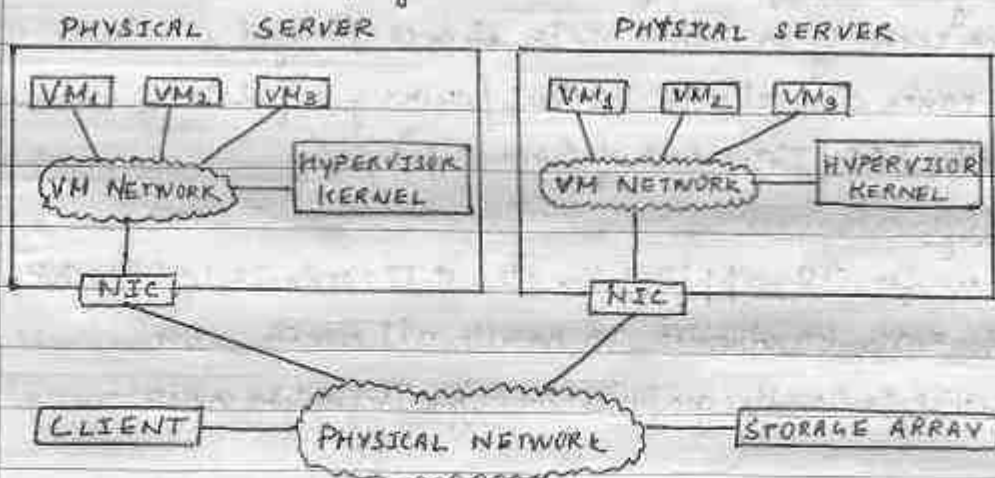 PHYSICAL SERVER PHYSICAL SERVER
VM1 VM2 VM3 VM1 VM2 VM3
VM NETWORK HYPERVISOR KERNEL VM NETWORK HYPERVISOR KERNEL
NIC NIC
CLIENT PHYSICAL NETWORK STORAGE ARRAY